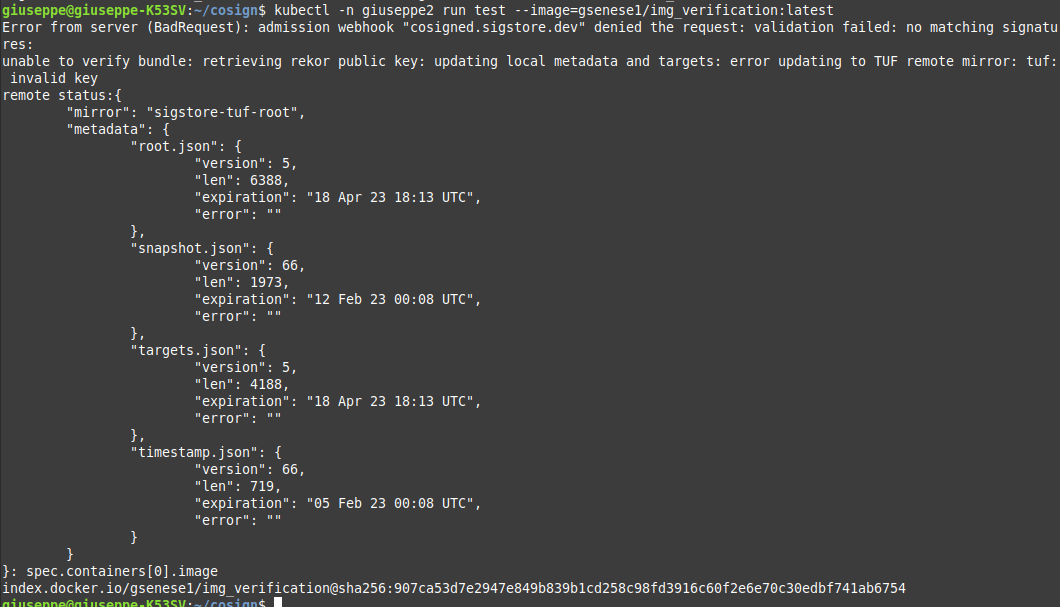 giuseppe@giuseppe-K53SV:~/cosign$ kubectl -n giuseppe2 run test --image=gsenese1/img_verification:latest
Error from server (BadRequest): admission webhook "cosigned.sigstore.dev" denied the request: validation failed: no matching signatu
res:
unable to verify bundle: retrieving rekor public key: updating local metadata and targets: error updating to TUF remote mirror: tuf:
 invalid key
remote status:{
        "mirror": "sigstore-tuf-root",
        "metadata": {
                "root.json": {
                        "version": 5,
                        "len": 6388,
                        "expiration": "18 Apr 23 18:13 UTC",
                        "error": ""
                },
                "snapshot.json": {
                        "version": 66,
                        "len": 1973,
                        "expiration": "12 Feb 23 00:08 UTC",
                        "error": ""
                },
                "targets.json": {
                        "version": 5,
                        "len": 4188,
                        "expiration": "18 Apr 23 18:13 UTC",
                        "error": ""
                },
                "timestamp.json": {
                        "version": 66,
                        "len": 719,
                        "expiration": "05 Feb 23 00:08 UTC",
                        "error": ""
                }
        }
}: spec.containers[0].image
index.docker.io/gsenese1/img_verification@sha256:907ca53d7e2947e849b839b1cd258c98fd3916c60f2e6e70c30edbf741ab6754
giuseppe@giuseppe-K53SV:~/cosign$